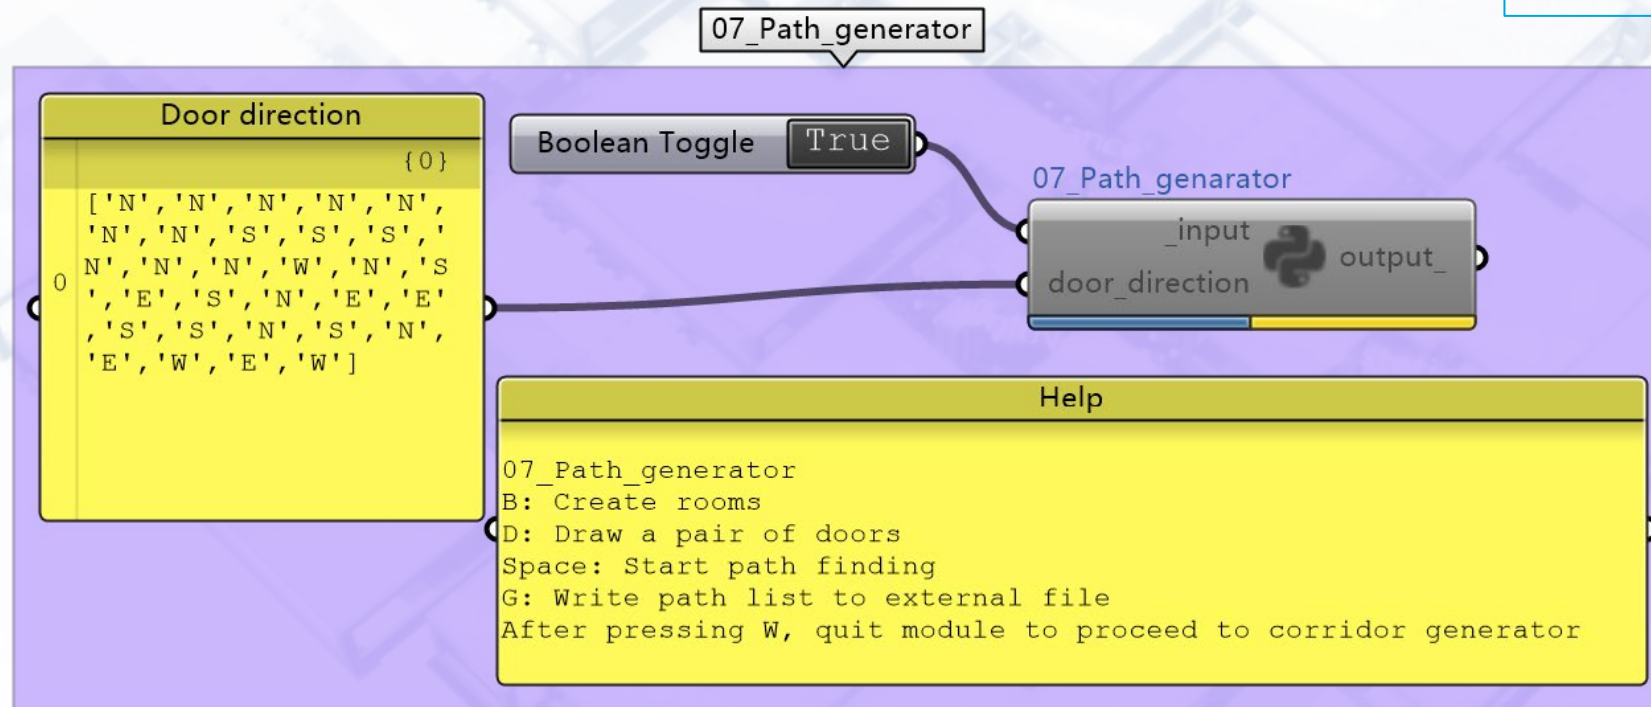 07_Path_generator
Door direction
{0}
0
['N','N','N','N','N',
'N','N','S','S','S','
N','N','N','W','N','S
','E','S','N','E','E'
,'S','S','N','S','N',
'E','W','E','W']
Boolean Toggle True
07_Path_genarator
_input
door_direction
output_
Help
07_Path_generator
B: Create rooms
D: Draw a pair of doors
Space: Start path finding
G: Write path list to external file
After pressing W, quit module to proceed to corridor generator